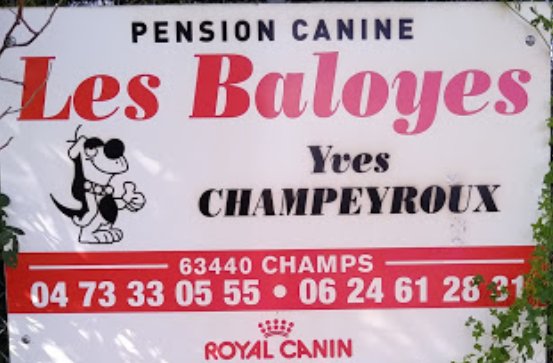 PENSION CANINE
Les Baloyes
Yves
CHAMPEYROUX
63440 CHAMPS
04 73 33 05 55 • 06 24 61 28 31
ROYAL CANIN